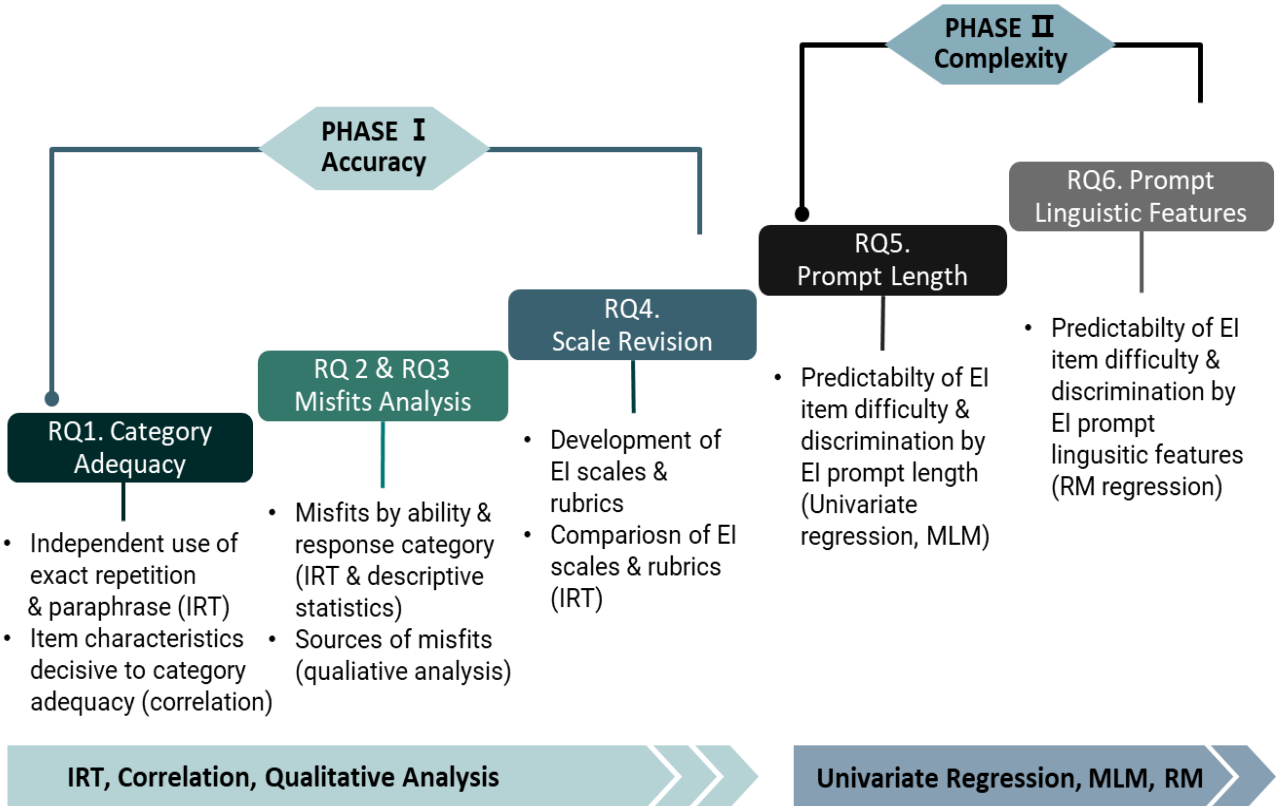 PHASE Ⅱ
Complexity
PHASE Ⅰ
Accuracy
RQ1. Category
Adequacy
• Independent use of
exact repetition
& paraphrase (IRT)
• Item characteristics
decisive to category
adequacy (correlation)
RQ 2 & RQ3
Misfits Analysis
• Misfits by ability &
response category
(IRT & descriptive
statistics)
• Sources of misfits
(qualiative analysis)
RQ4.
Scale Revision
• Development of
EI scales &
rubrics
• Compariosn of EI
scales & rubrics
(IRT)
RQ5.
Prompt Length
• Predictabilty of EI
item difficulty &
discrimination by
EI prompt length
(Univariate
regression, MLM)
RQ6. Prompt
Linguistic Features
• Predictabilty of EI
item difficulty &
discrimination by
EI prompt
lingusitic features
(RM regression)
IRT, Correlation, Qualitative Analysis
Univariate Regression, MLM, RM